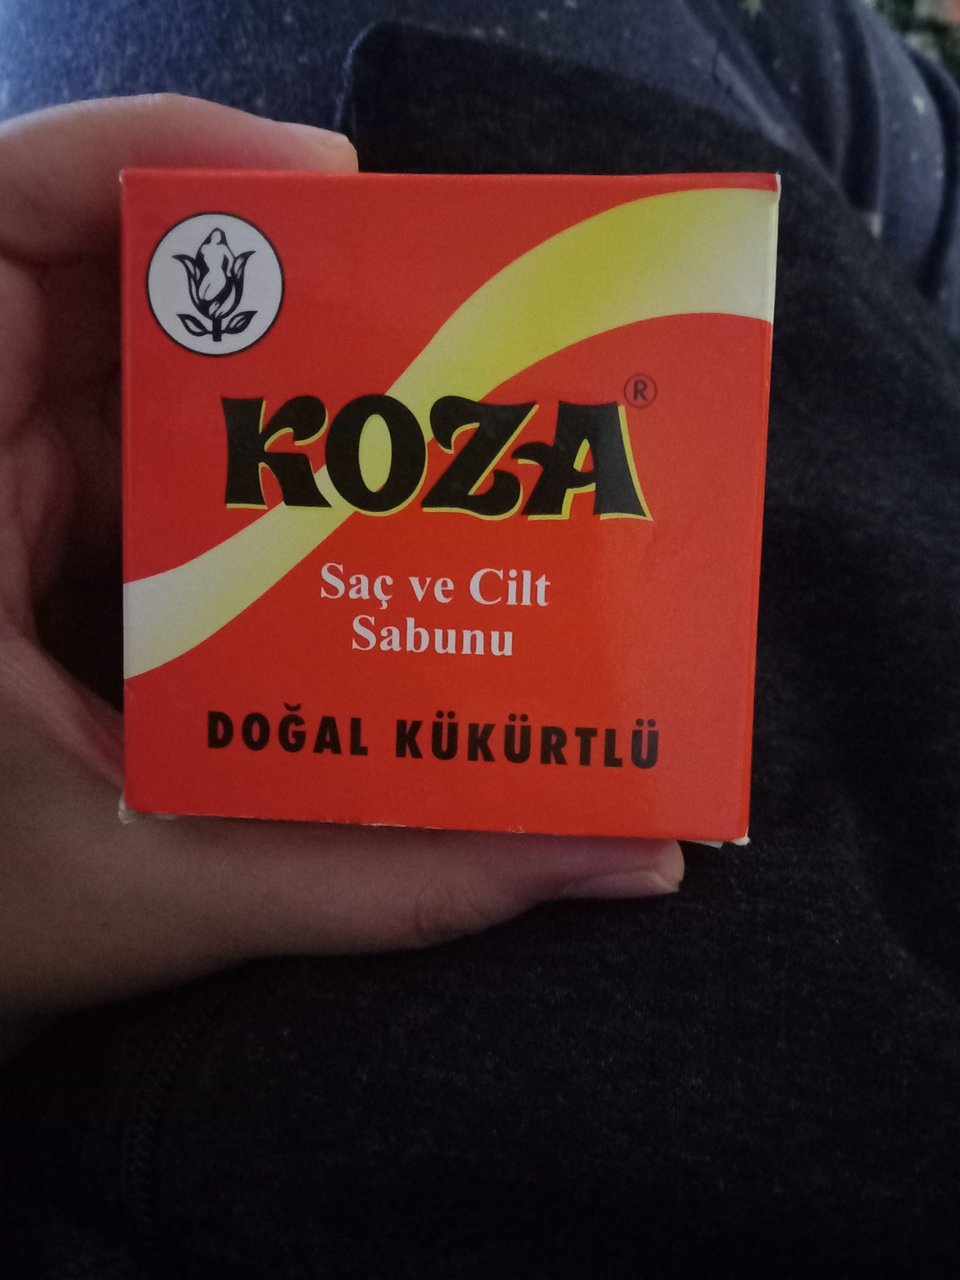 KOZA®
Saç ve Cilt
Sabunu
DOĞAL KÜKÜRTLÜ